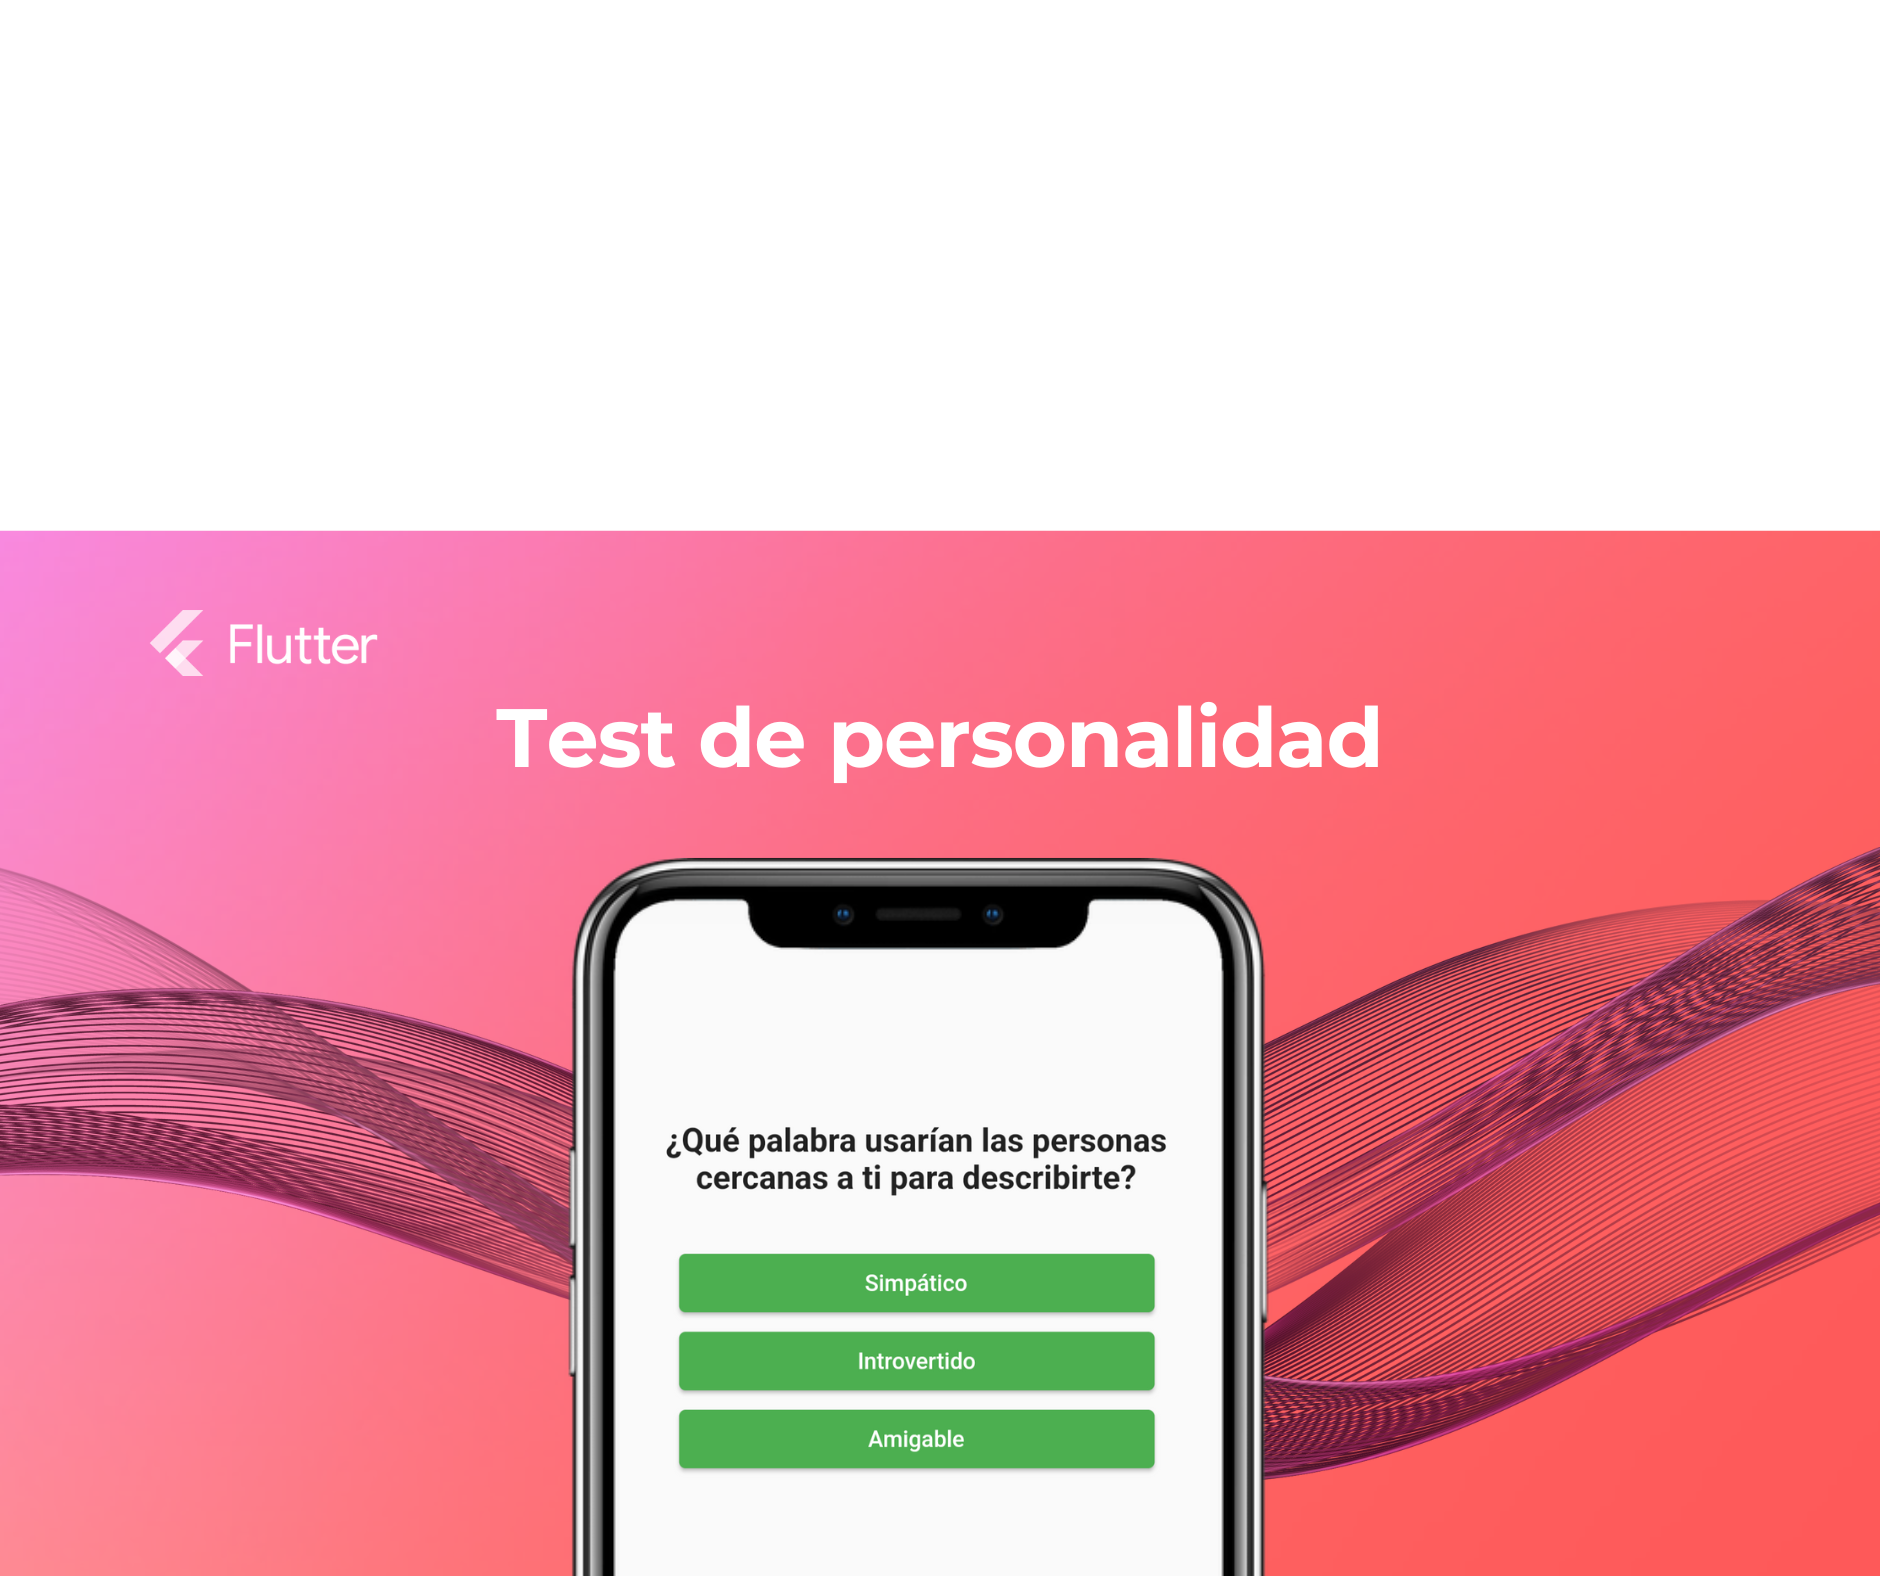 Flutter
Test de personalidad
¿Qué palabra usarían las personas
cercanas a ti para describirte?
Simpático
Introvertido
Amigable